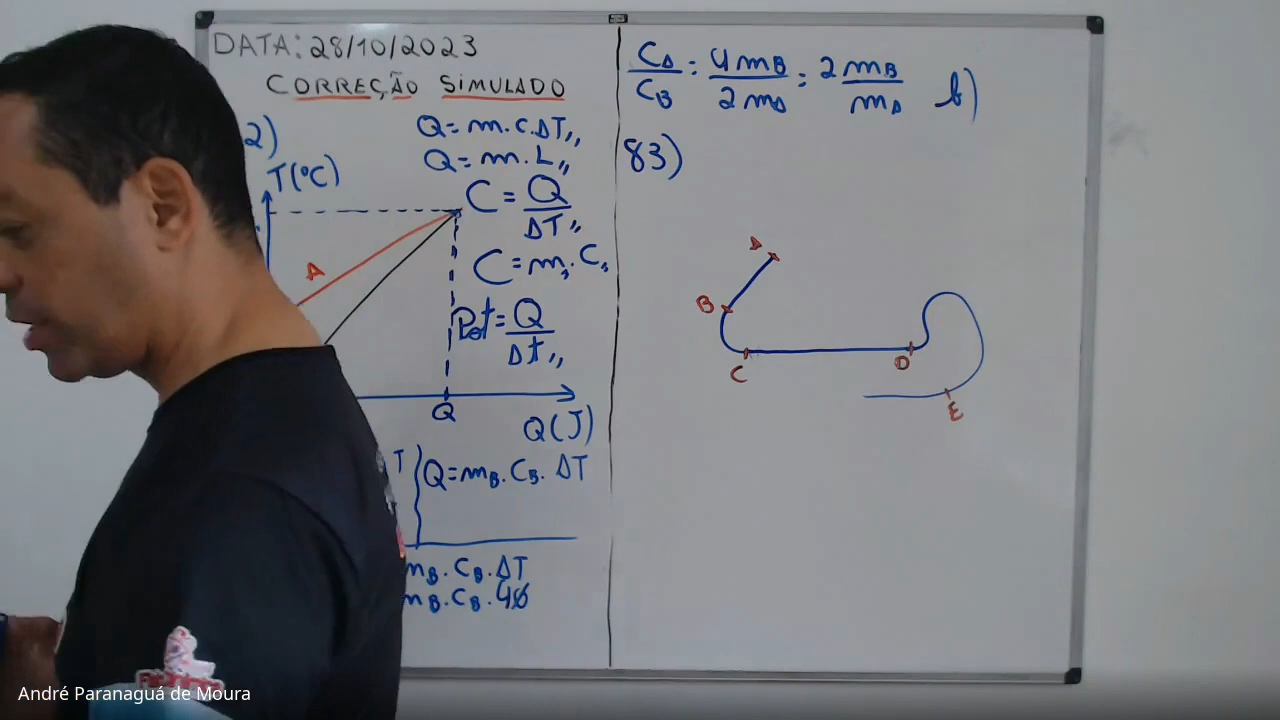 DATA: 28/10/2023
CORREÇÃO SIMULADO
2)
Q = m.c.ΔT,,
Q = m.L,,
T(°C)
C = Q/ΔT,,
C = m.c,
A
Pot = Q/Δt,,
Q
Q(J)
T
Q = mB.CB.ΔT
mB.CB.ΔT
mB.CB.40
CA/CB : 4mB/2mA : 2mB/mA b)
83)
A
B
C
D
E
André Paranaguá de Moura